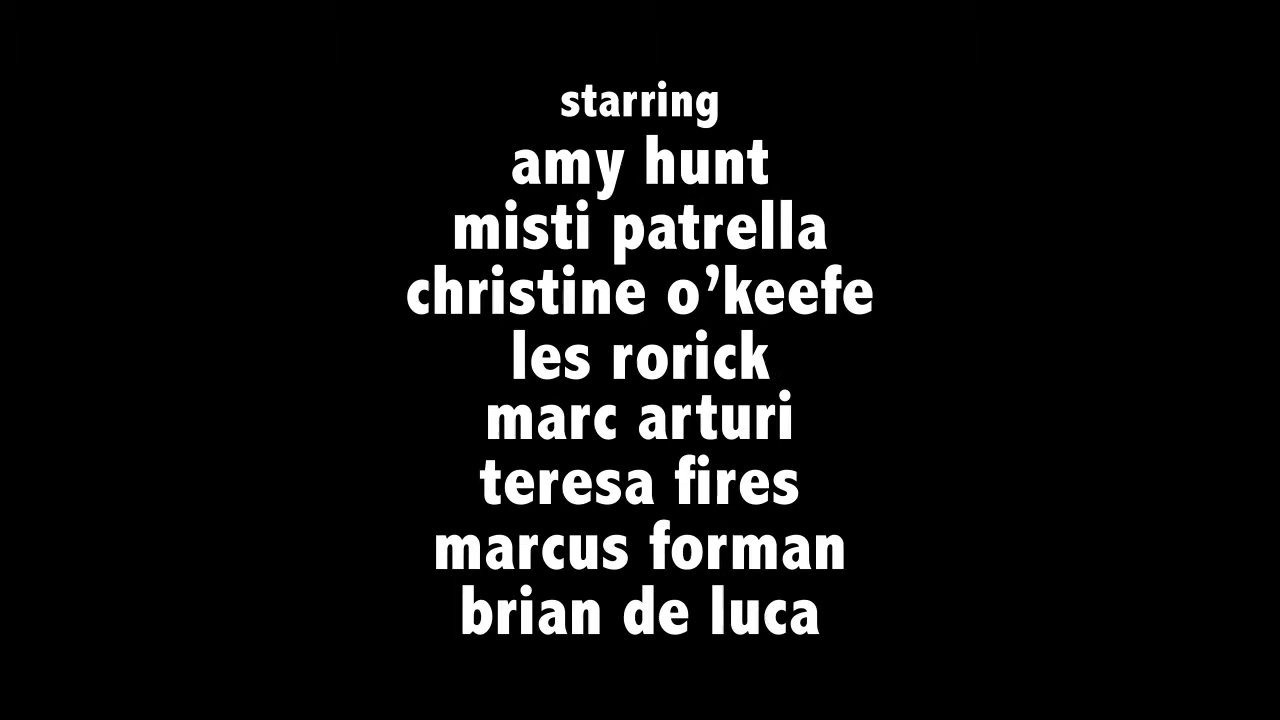 starring
amy hunt
misti patrella
christine o’keefe
les rorick
marc arturi
teresa fires
marcus forman
brian de luca